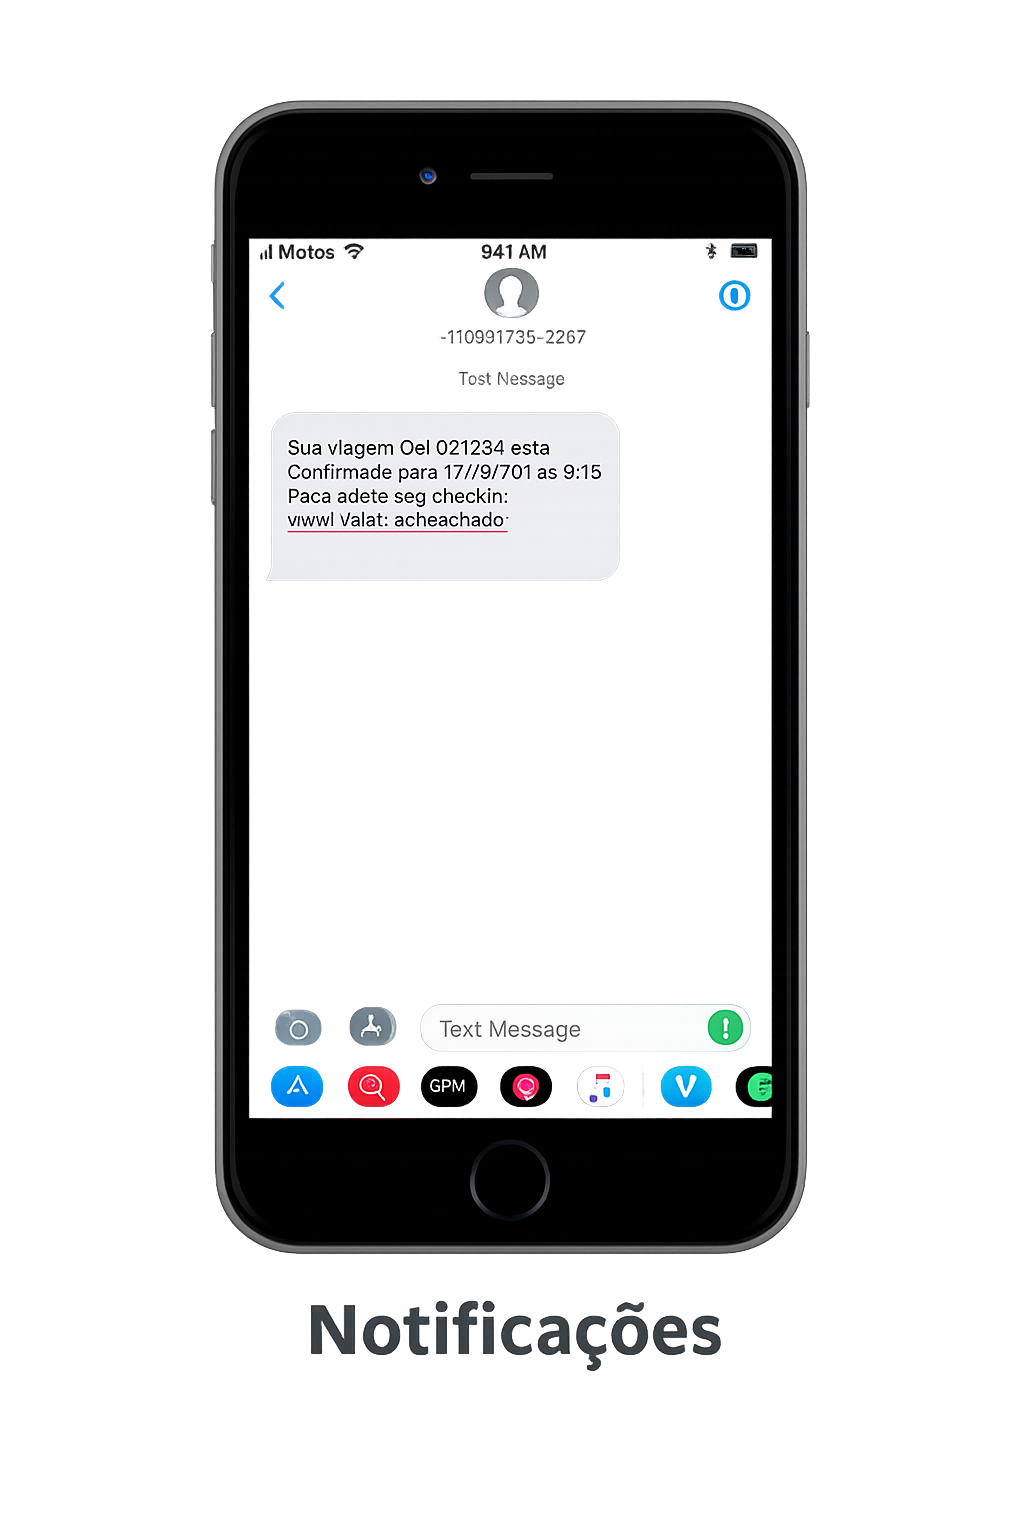 Motos
941 AM
-110991735-2267
Tost Nessage
Sua vlagem Oel 021234 esta
Confirmade para 17//9/701 as 9:15
Paca adete seg checkin:
vwwl Valat: acheachado
Text Message
GPM
V
Notificações